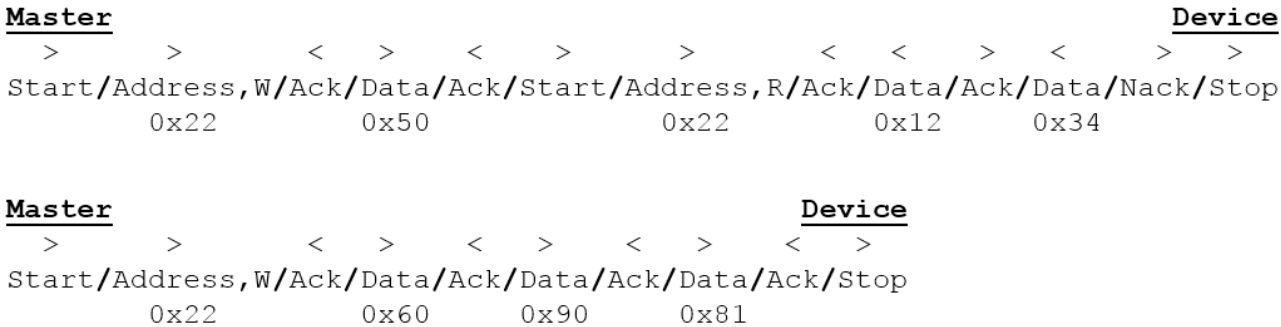 Master Device
> > < > < > > < < > < > >
Start/Address,W/Ack/Data/Ack/Start/Address,R/Ack/Data/Ack/Data/Nack/Stop
0x22 0x50 0x22 0x12 0x34
Master Device
> > < > < > < > < >
Start/Address,W/Ack/Data/Ack/Data/Ack/Data/Ack/Stop
0x22 0x60 0x90 0x81